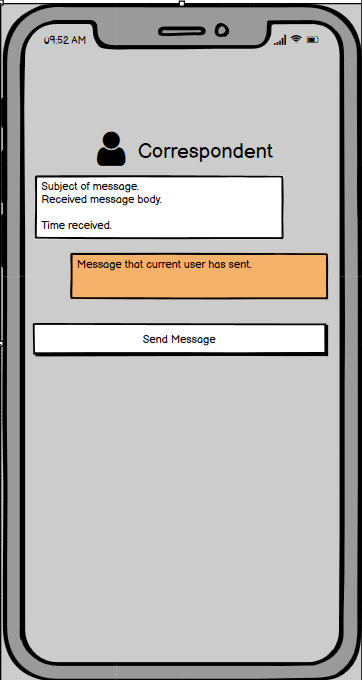 09:52 AM
Correspondent
Subject of message.
Received message body.
Time received.
Message that current user has sent.
Send Message